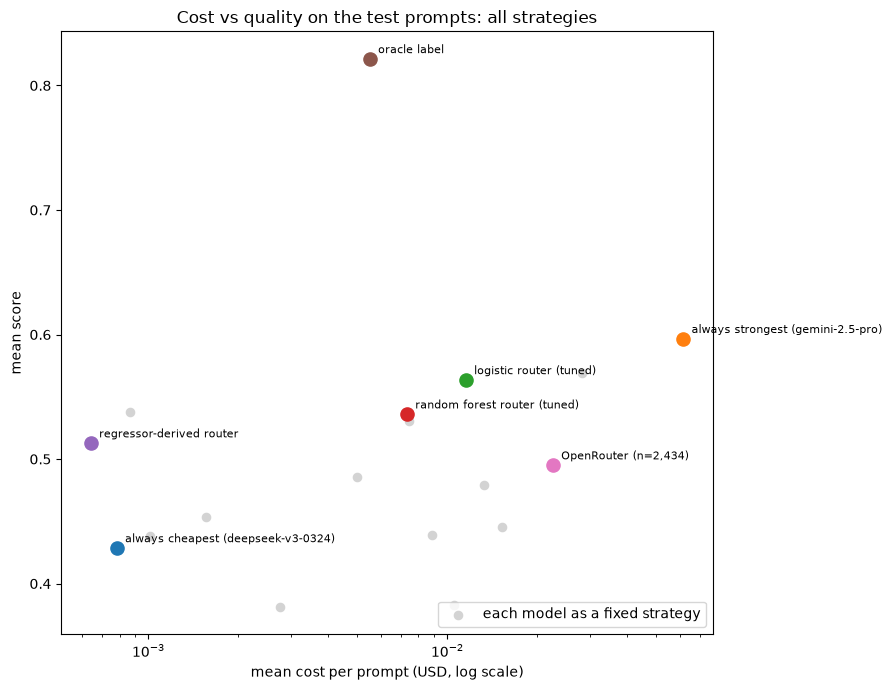 Cost vs quality on the test prompts: all strategies
oracle label
0.8
0.7
mean score
0.6
always strongest (gemini-2.5-pro)
logistic router (tuned)
random forest router (tuned)
regressor-derived router
0.5
OpenRouter (n=2,434)
always cheapest (deepseek-v3-0324)
0.4
each model as a fixed strategy
10⁻³
10⁻²
mean cost per prompt (USD, log scale)